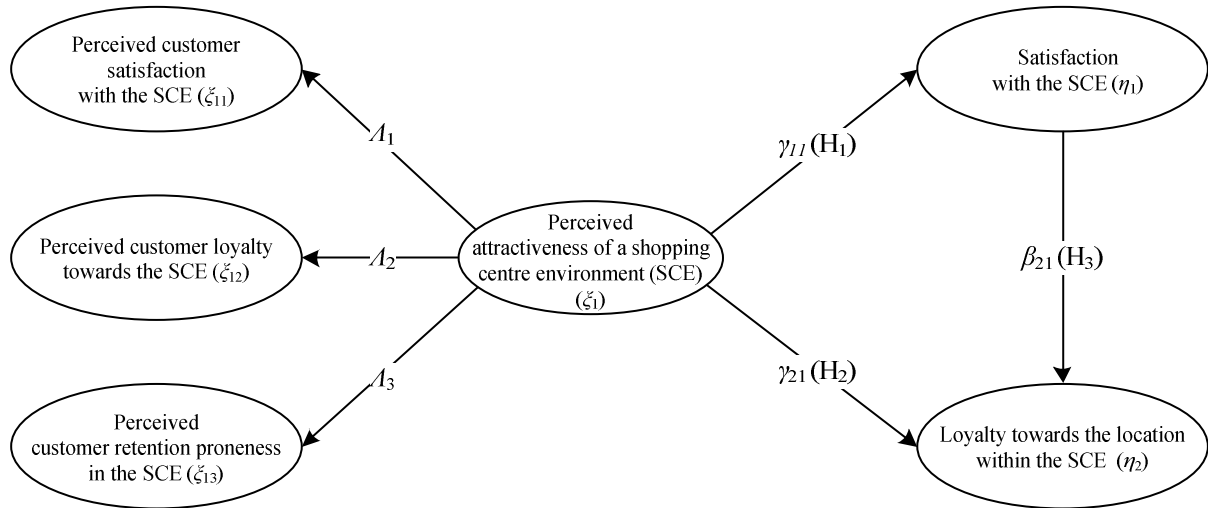 Perceived customer
satisfaction
with the SCE (ξ11)
Λ1
Perceived customer loyalty
towards the SCE (ξ12)
Λ2
Perceived
customer retention proneness
in the SCE (ξ13)
Λ3
Perceived
attractiveness of a shopping
centre environment (SCE)
(ξ1)
γ11 (H1)
γ21 (H2)
Satisfaction
with the SCE (η1)
β21 (H3)
Loyalty towards the location
within the SCE (η2)